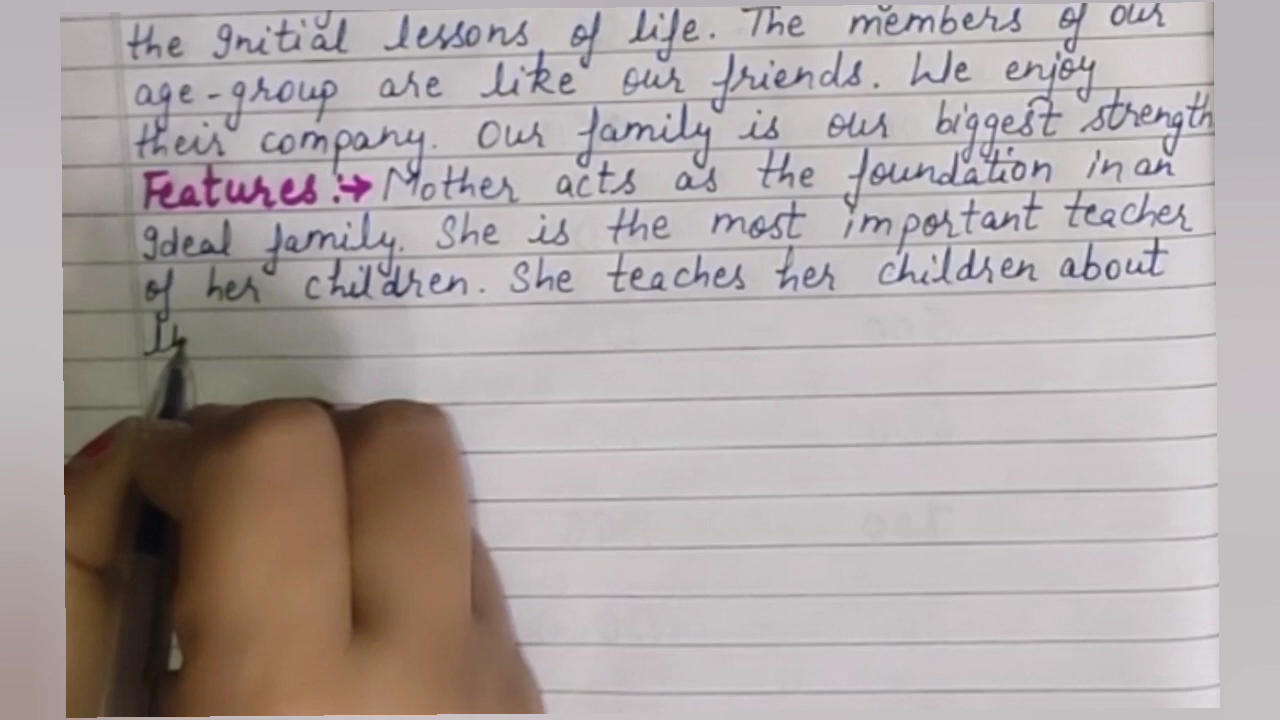 the Initial lessons of life. The members of our
age-group are like our friends. We enjoy
their company. Our family is our biggest strength
Features :→ Mother acts as the foundation in an
Ideal family. She is the most important teacher
of her children. She teaches her children about